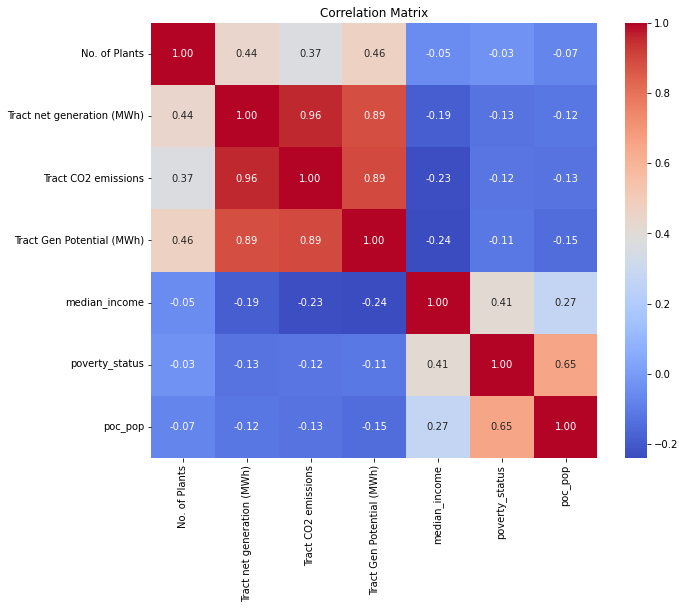 Correlation Matrix
No. of Plants 1.00 0.44 0.37 0.46 -0.05 -0.03 -0.07
Tract net generation (MWh) 0.44 1.00 0.96 0.89 -0.19 -0.13 -0.12
Tract CO2 emissions 0.37 0.96 1.00 0.89 -0.23 -0.12 -0.13
Tract Gen Potential (MWh) 0.46 0.89 0.89 1.00 -0.24 -0.11 -0.15
median_income -0.05 -0.19 -0.23 -0.24 1.00 0.41 0.27
poverty_status -0.03 -0.13 -0.12 -0.11 0.41 1.00 0.65
poc_pop -0.07 -0.12 -0.13 -0.15 0.27 0.65 1.00
No. of Plants
Tract net generation (MWh)
Tract CO2 emissions
Tract Gen Potential (MWh)
median_income
poverty_status
poc_pop
1.0
0.8
0.6
0.4
0.2
0.0
−0.2